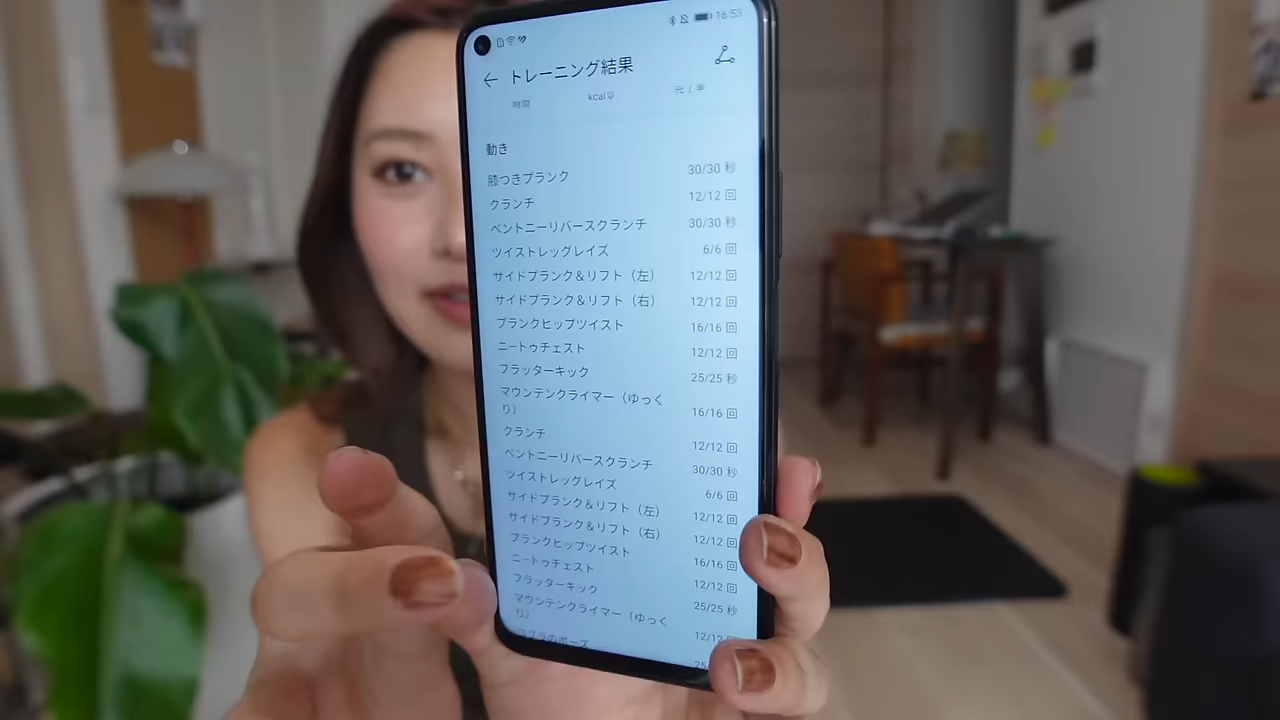 16:53
トレーニング結果
時間 kcal
動き
膝つきプランク 30/30 秒
クランチ 12/12 回
ベントニーリバースクランチ 30/30 秒
ツイストレッグレイズ 6/6 回
サイドプランク＆リフト（左） 12/12 回
サイドプランク＆リフト（右） 12/12 回
プランクヒップツイスト 16/16 回
ニートゥチェスト 12/12 回
フラッターキック 25/25 秒
マウンテンクライマー（ゆっく
り） 16/16 回
クランチ 12/12 回
ベントニーリバースクランチ 30/30 秒
ツイストレッグレイズ 6/6 回
サイドプランク＆リフト（左） 12/12 回
サイドプランク＆リフト（右） 12/12 回
プランクヒップツイスト 16/16 回
ニートゥチェスト 12/12 回
フラッターキック 25/25 秒
マウンテンクライマー（ゆっく
り） 12/12
コブラのポーズ